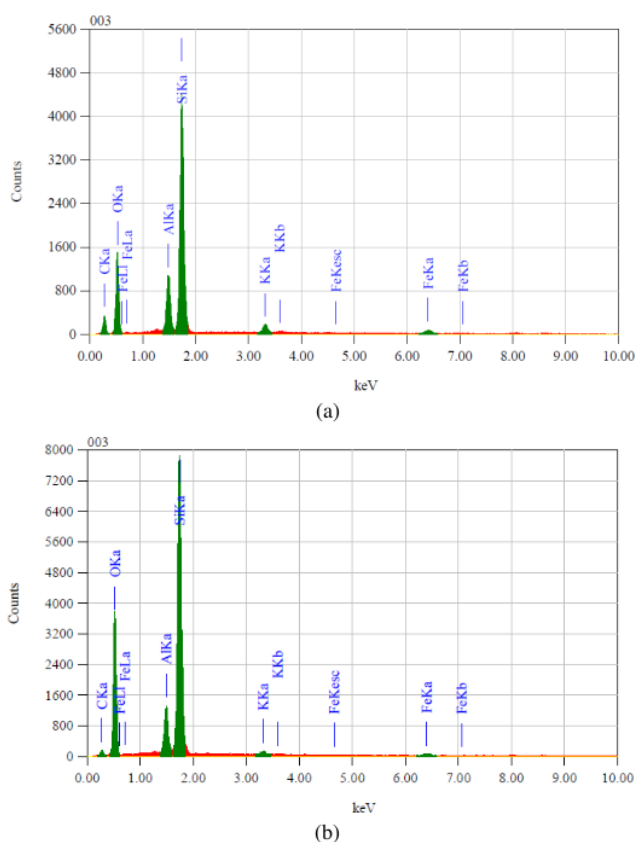 003
5600
4800
4000
3200
2400
1600
800
0
Counts
CKa
OKa
FeLl
FeLa
AlKa
SiKa
KKa
KKb
FeKesc
FeKa
FeKb
0.00 1.00 2.00 3.00 4.00 5.00 6.00 7.00 8.00 9.00 10.00
keV
(a)
003
8000
7200
6400
5600
4800
4000
3200
2400
1600
800
0
Counts
CKa
OKa
FeLl
FeLa
AlKa
SiKa
KKa
KKb
FeKesc
FeKa
FeKb
0.00 1.00 2.00 3.00 4.00 5.00 6.00 7.00 8.00 9.00 10.00
keV
(b)